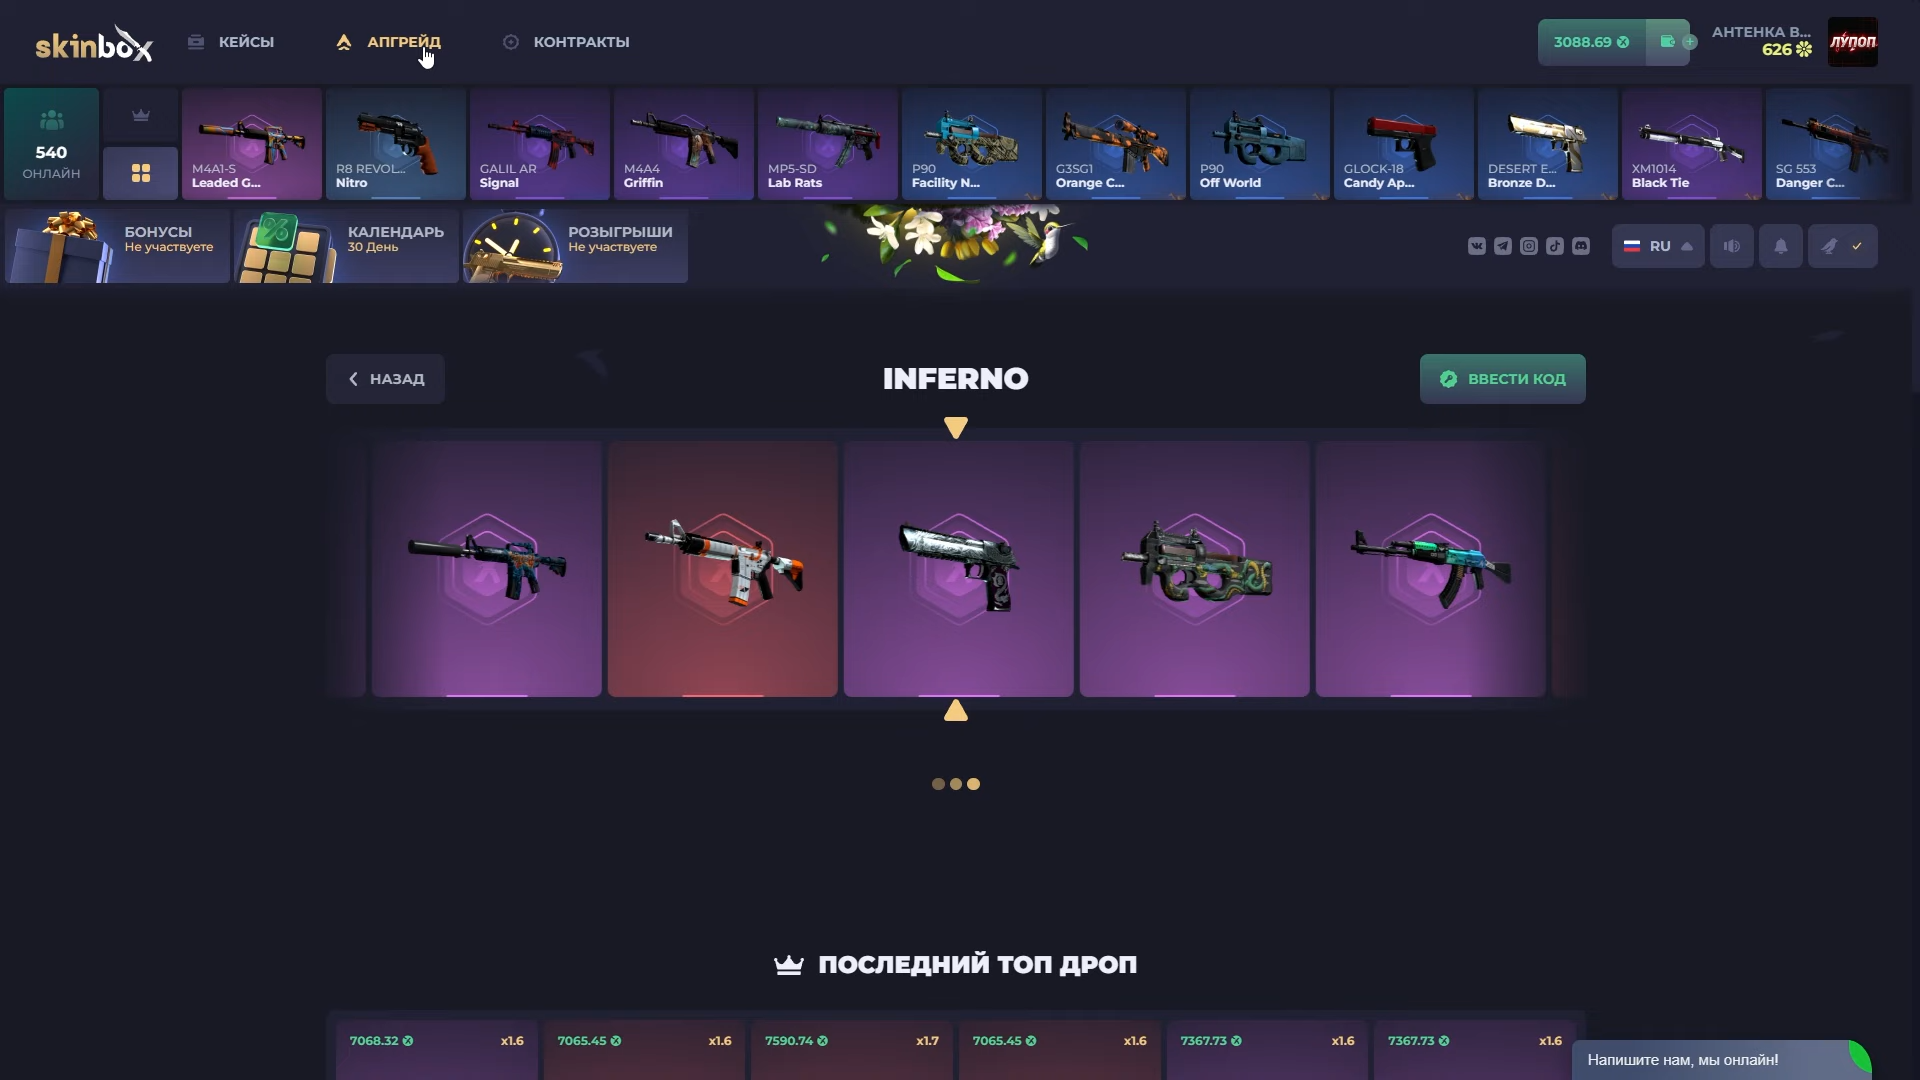 skinbox
КЕЙСЫ
АПГРЕЙД
КОНТРАКТЫ
3088.69
АНТЕНКА В...
626
ЛУПОП
540
ОНЛАЙН
M4A1-S
Leaded G...
R8 REVOL...
Nitro
GALIL AR
Signal
M4A4
Griffin
MP5-SD
Lab Rats
P90
Facility N...
G3SG1
Orange C...
P90
Off World
GLOCK-18
Candy Ap...
DESERT E...
Bronze D...
XM1014
Black Tie
SG 553
Danger C...
БОНУСЫ
Не участвуете
КАЛЕНДАРЬ
30 День
РОЗЫГРЫШИ
Не участвуете
RU
НАЗАД
INFERNO
ВВЕСТИ КОД
ПОСЛЕДНИЙ ТОП ДРОП
7068.32 x1.6
7065.45 x1.6
7590.74 x1.7
7065.45 x1.6
7367.73 x1.6
7367.73 x1.6
Напишите нам, мы онлайн!